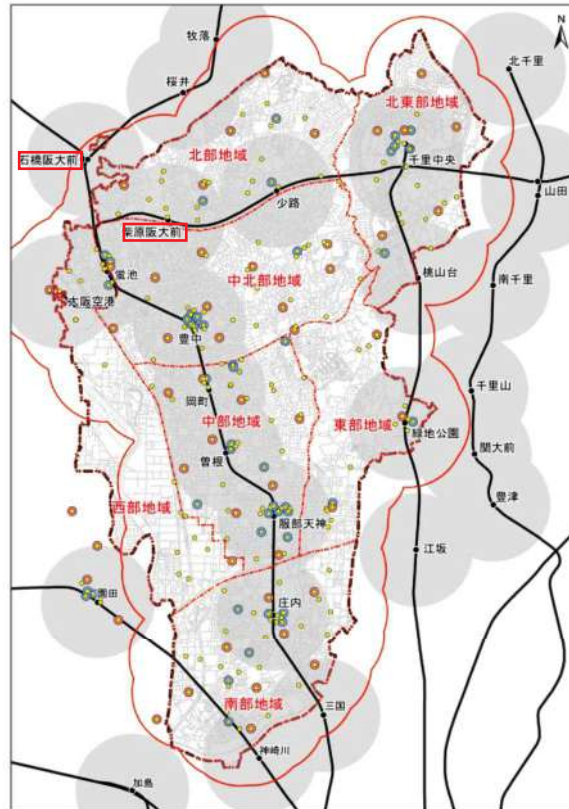 牧落
N
北千里
桜井
北東部地域
石橋阪大前
北部地域
千里中央
山田
少路
柴原阪大前
蛍池
中北部地域
桃山台
南千里
大阪空港
豊中
岡町
千里山
中部地域
東部地域
緑地公園
曽根
関大前
西部地域
豊津
服部天神
江坂
園田
庄内
南部地域
三国
神崎川
加島